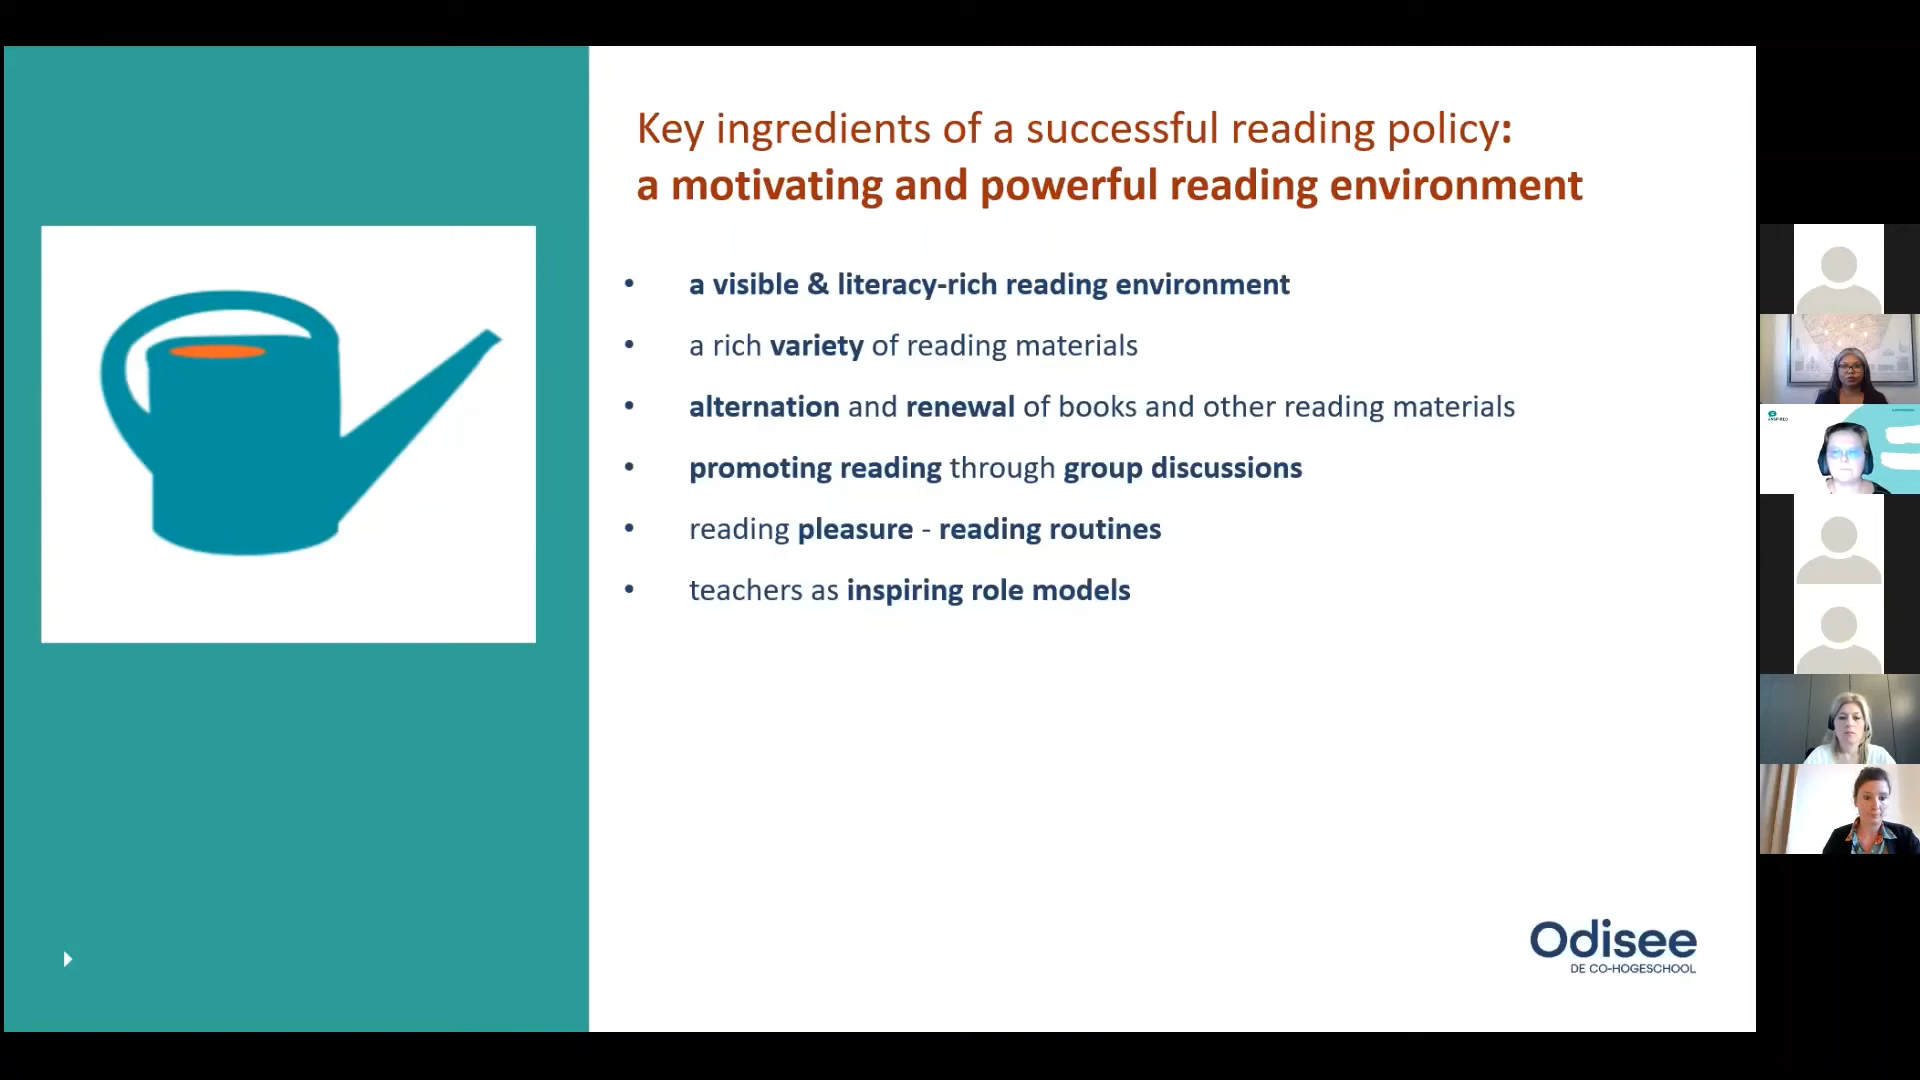 Key ingredients of a successful reading policy:
a motivating and powerful reading environment
• a visible & literacy-rich reading environment
• a rich variety of reading materials
• alternation and renewal of books and other reading materials
• promoting reading through group discussions
• reading pleasure - reading routines
• teachers as inspiring role models
Odisee
DE CO-HOGESCHOOL